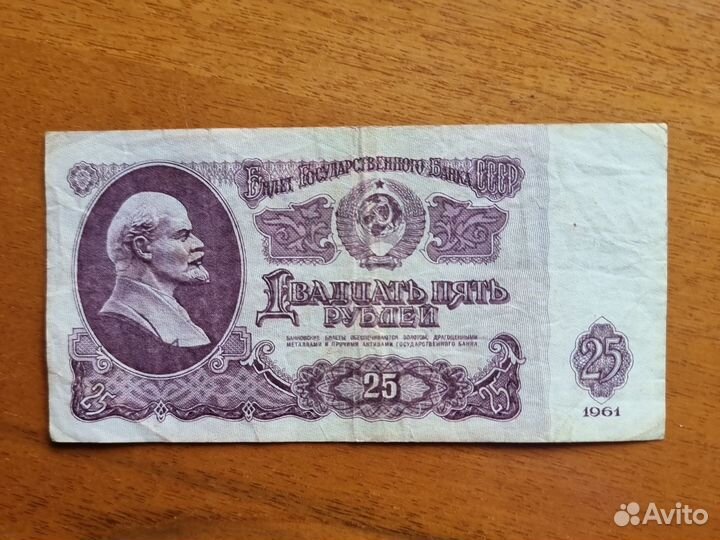 Билет Государственного Банка СССР
Двадцать пять
рублей
БАНКОВСКИЕ БИЛЕТЫ ОБЕСПЕЧИВАЮТСЯ ЗОЛОТОМ, ДРАГОЦЕННЫМИ
МЕТАЛЛАМИ И ПРОЧИМИ АКТИВАМИ ГОСУДАРСТВЕННОГО БАНКА
25
25
25
25
1961
Avito